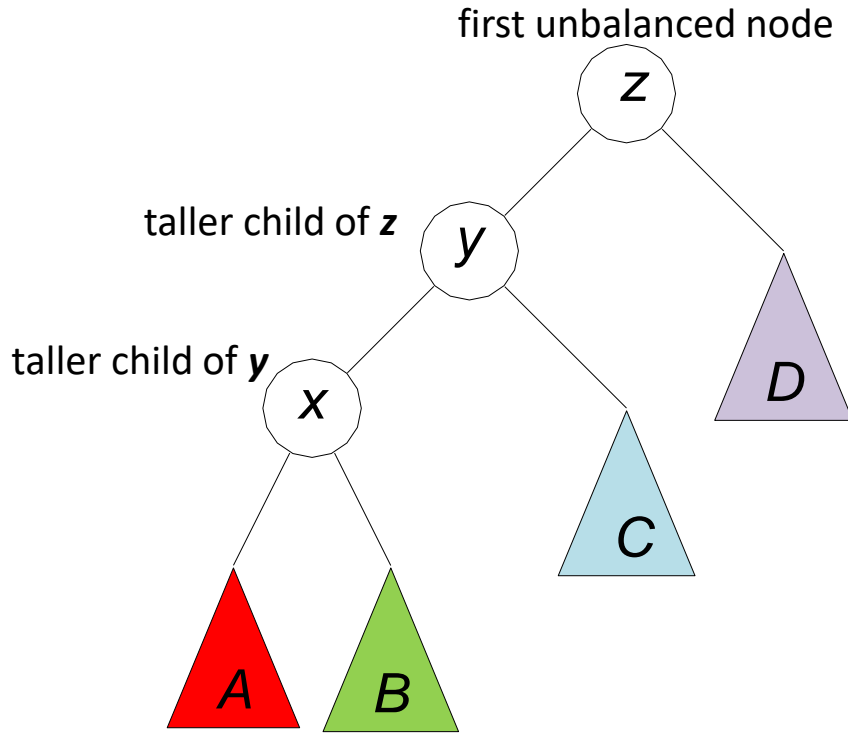 first unbalanced node
z
taller child of z
y
taller child of y
x
D
C
A
B